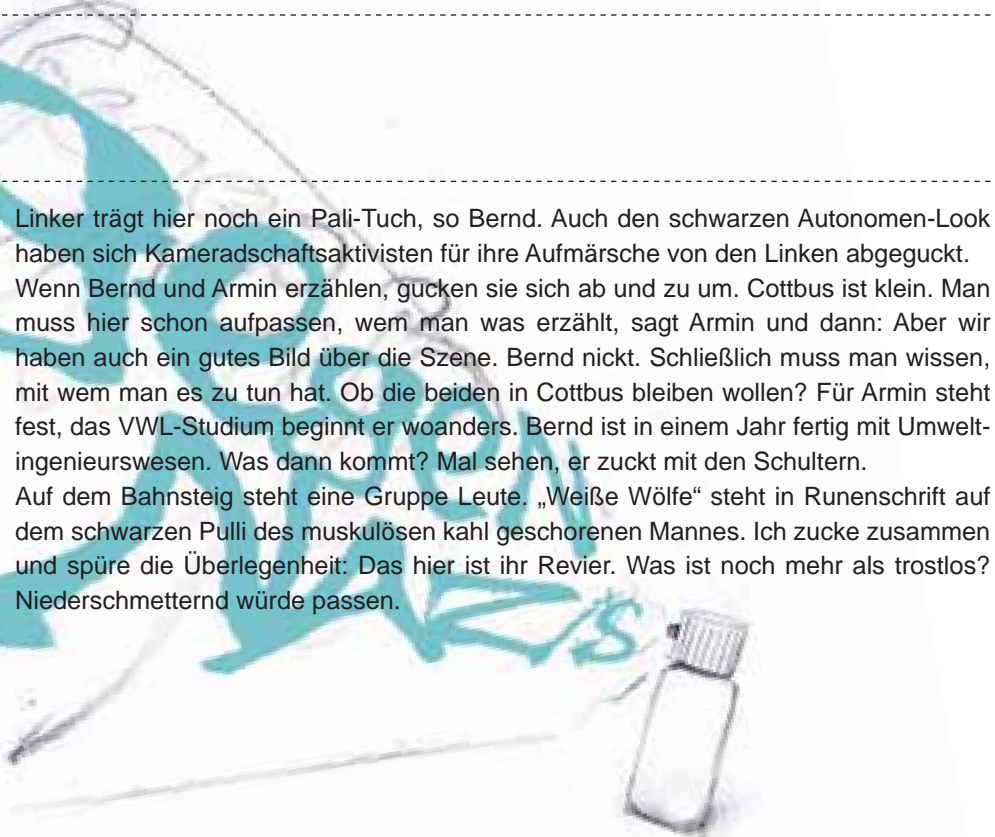 Linker trägt hier noch ein Pali-Tuch, so Bernd. Auch den schwarzen Autonomen-Look
haben sich Kameradschaftsaktivisten für ihre Aufmärsche von den Linken abgeguckt.
Wenn Bernd und Armin erzählen, gucken sie sich ab und zu um. Cottbus ist klein. Man
muss hier schon aufpassen, wem man was erzählt, sagt Armin und dann: Aber wir
haben auch ein gutes Bild über die Szene. Bernd nickt. Schließlich muss man wissen,
mit wem man es zu tun hat. Ob die beiden in Cottbus bleiben wollen? Für Armin steht
fest, das VWL-Studium beginnt er woanders. Bernd ist in einem Jahr fertig mit Umwelt-
ingenieurswesen. Was dann kommt? Mal sehen, er zuckt mit den Schultern.
Auf dem Bahnsteig steht eine Gruppe Leute. „Weiße Wölfe“ steht in Runenschrift auf
dem schwarzen Pulli des muskulösen kahl geschorenen Mannes. Ich zucke zusammen
und spüre die Überlegenheit: Das hier ist ihr Revier. Was ist noch mehr als trostlos?
Niederschmetternd würde passen.